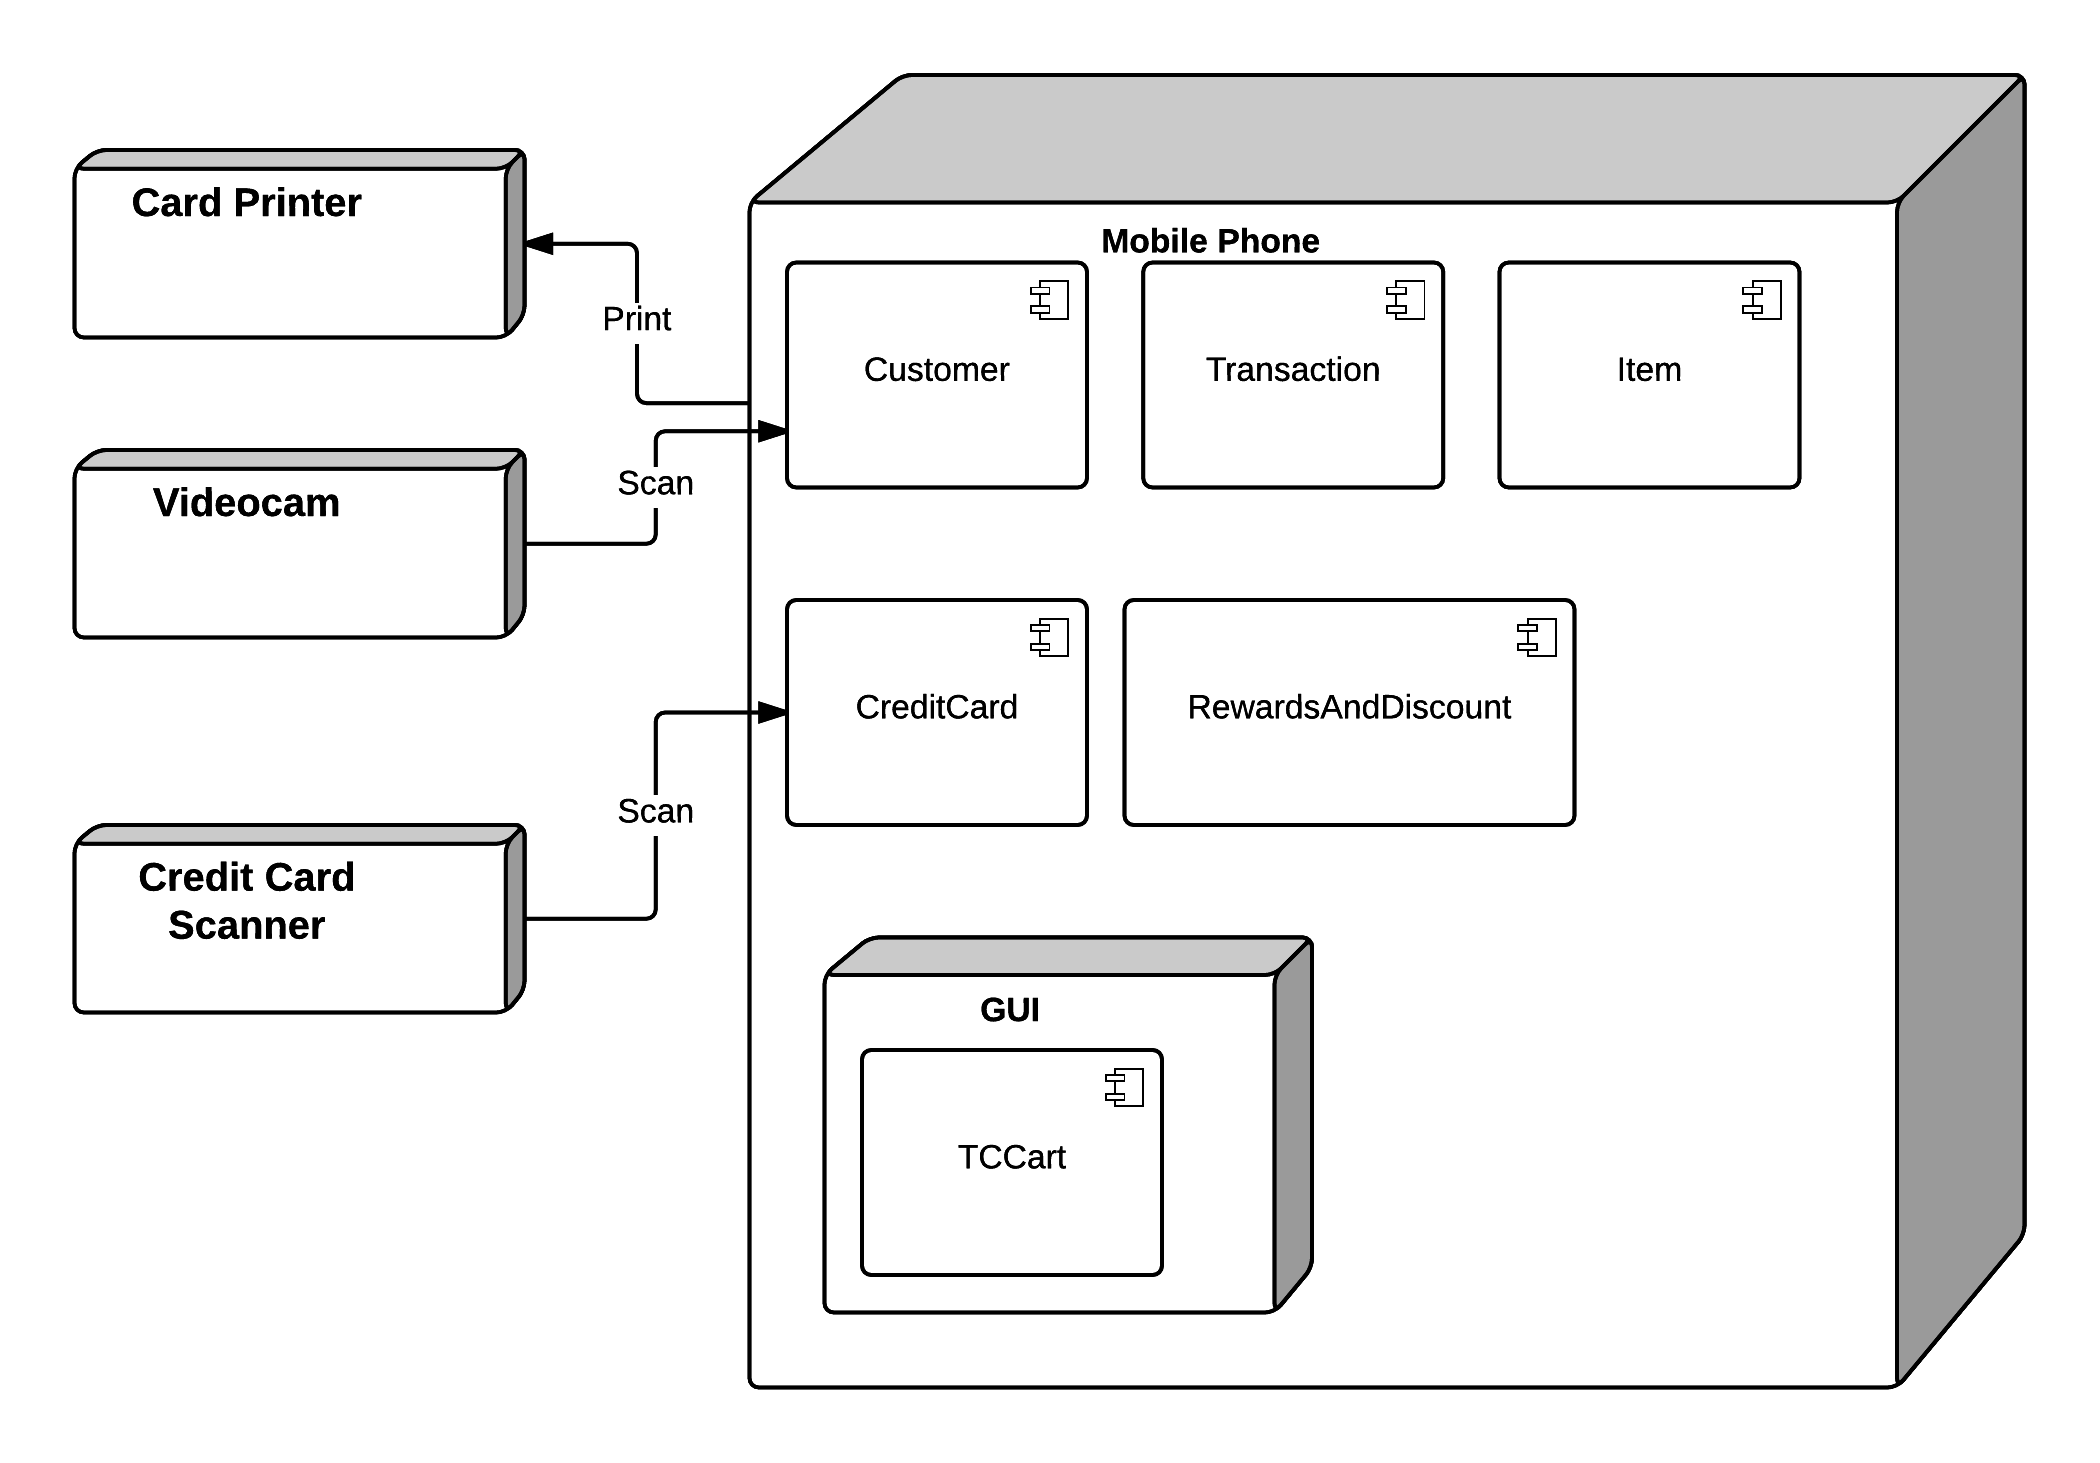 Card Printer
Mobile Phone
Print
Customer
Transaction
Item
Videocam
Scan
CreditCard
RewardsAndDiscount
Scan
Credit Card
Scanner
GUI
TCCart